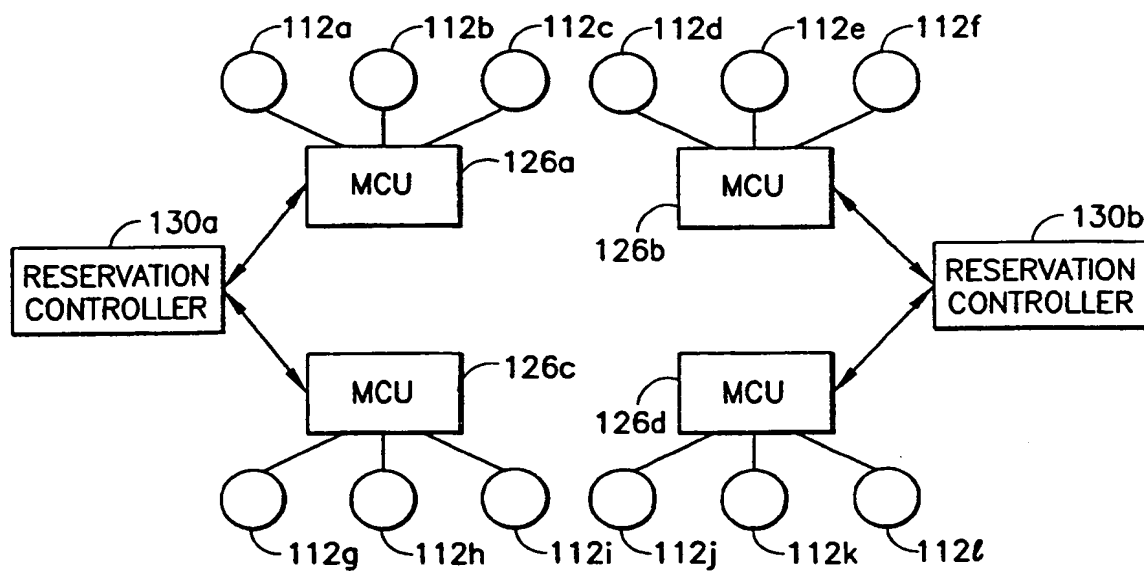 112a
112b
112c
112d
112e
112f
MCU
126a
MCU
126b
130a
RESERVATION
CONTROLLER
130b
RESERVATION
CONTROLLER
MCU
126c
MCU
126d
112g
112h
112i
112j
112k
112ℓ